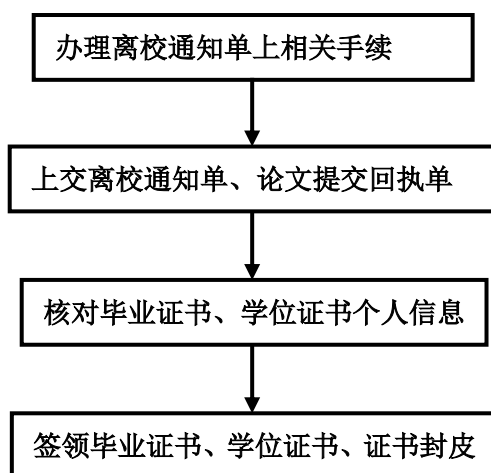 办理离校通知单上相关手续
上交离校通知单、论文提交回执单
核对毕业证书、学位证书个人信息
签领毕业证书、学位证书、证书封皮